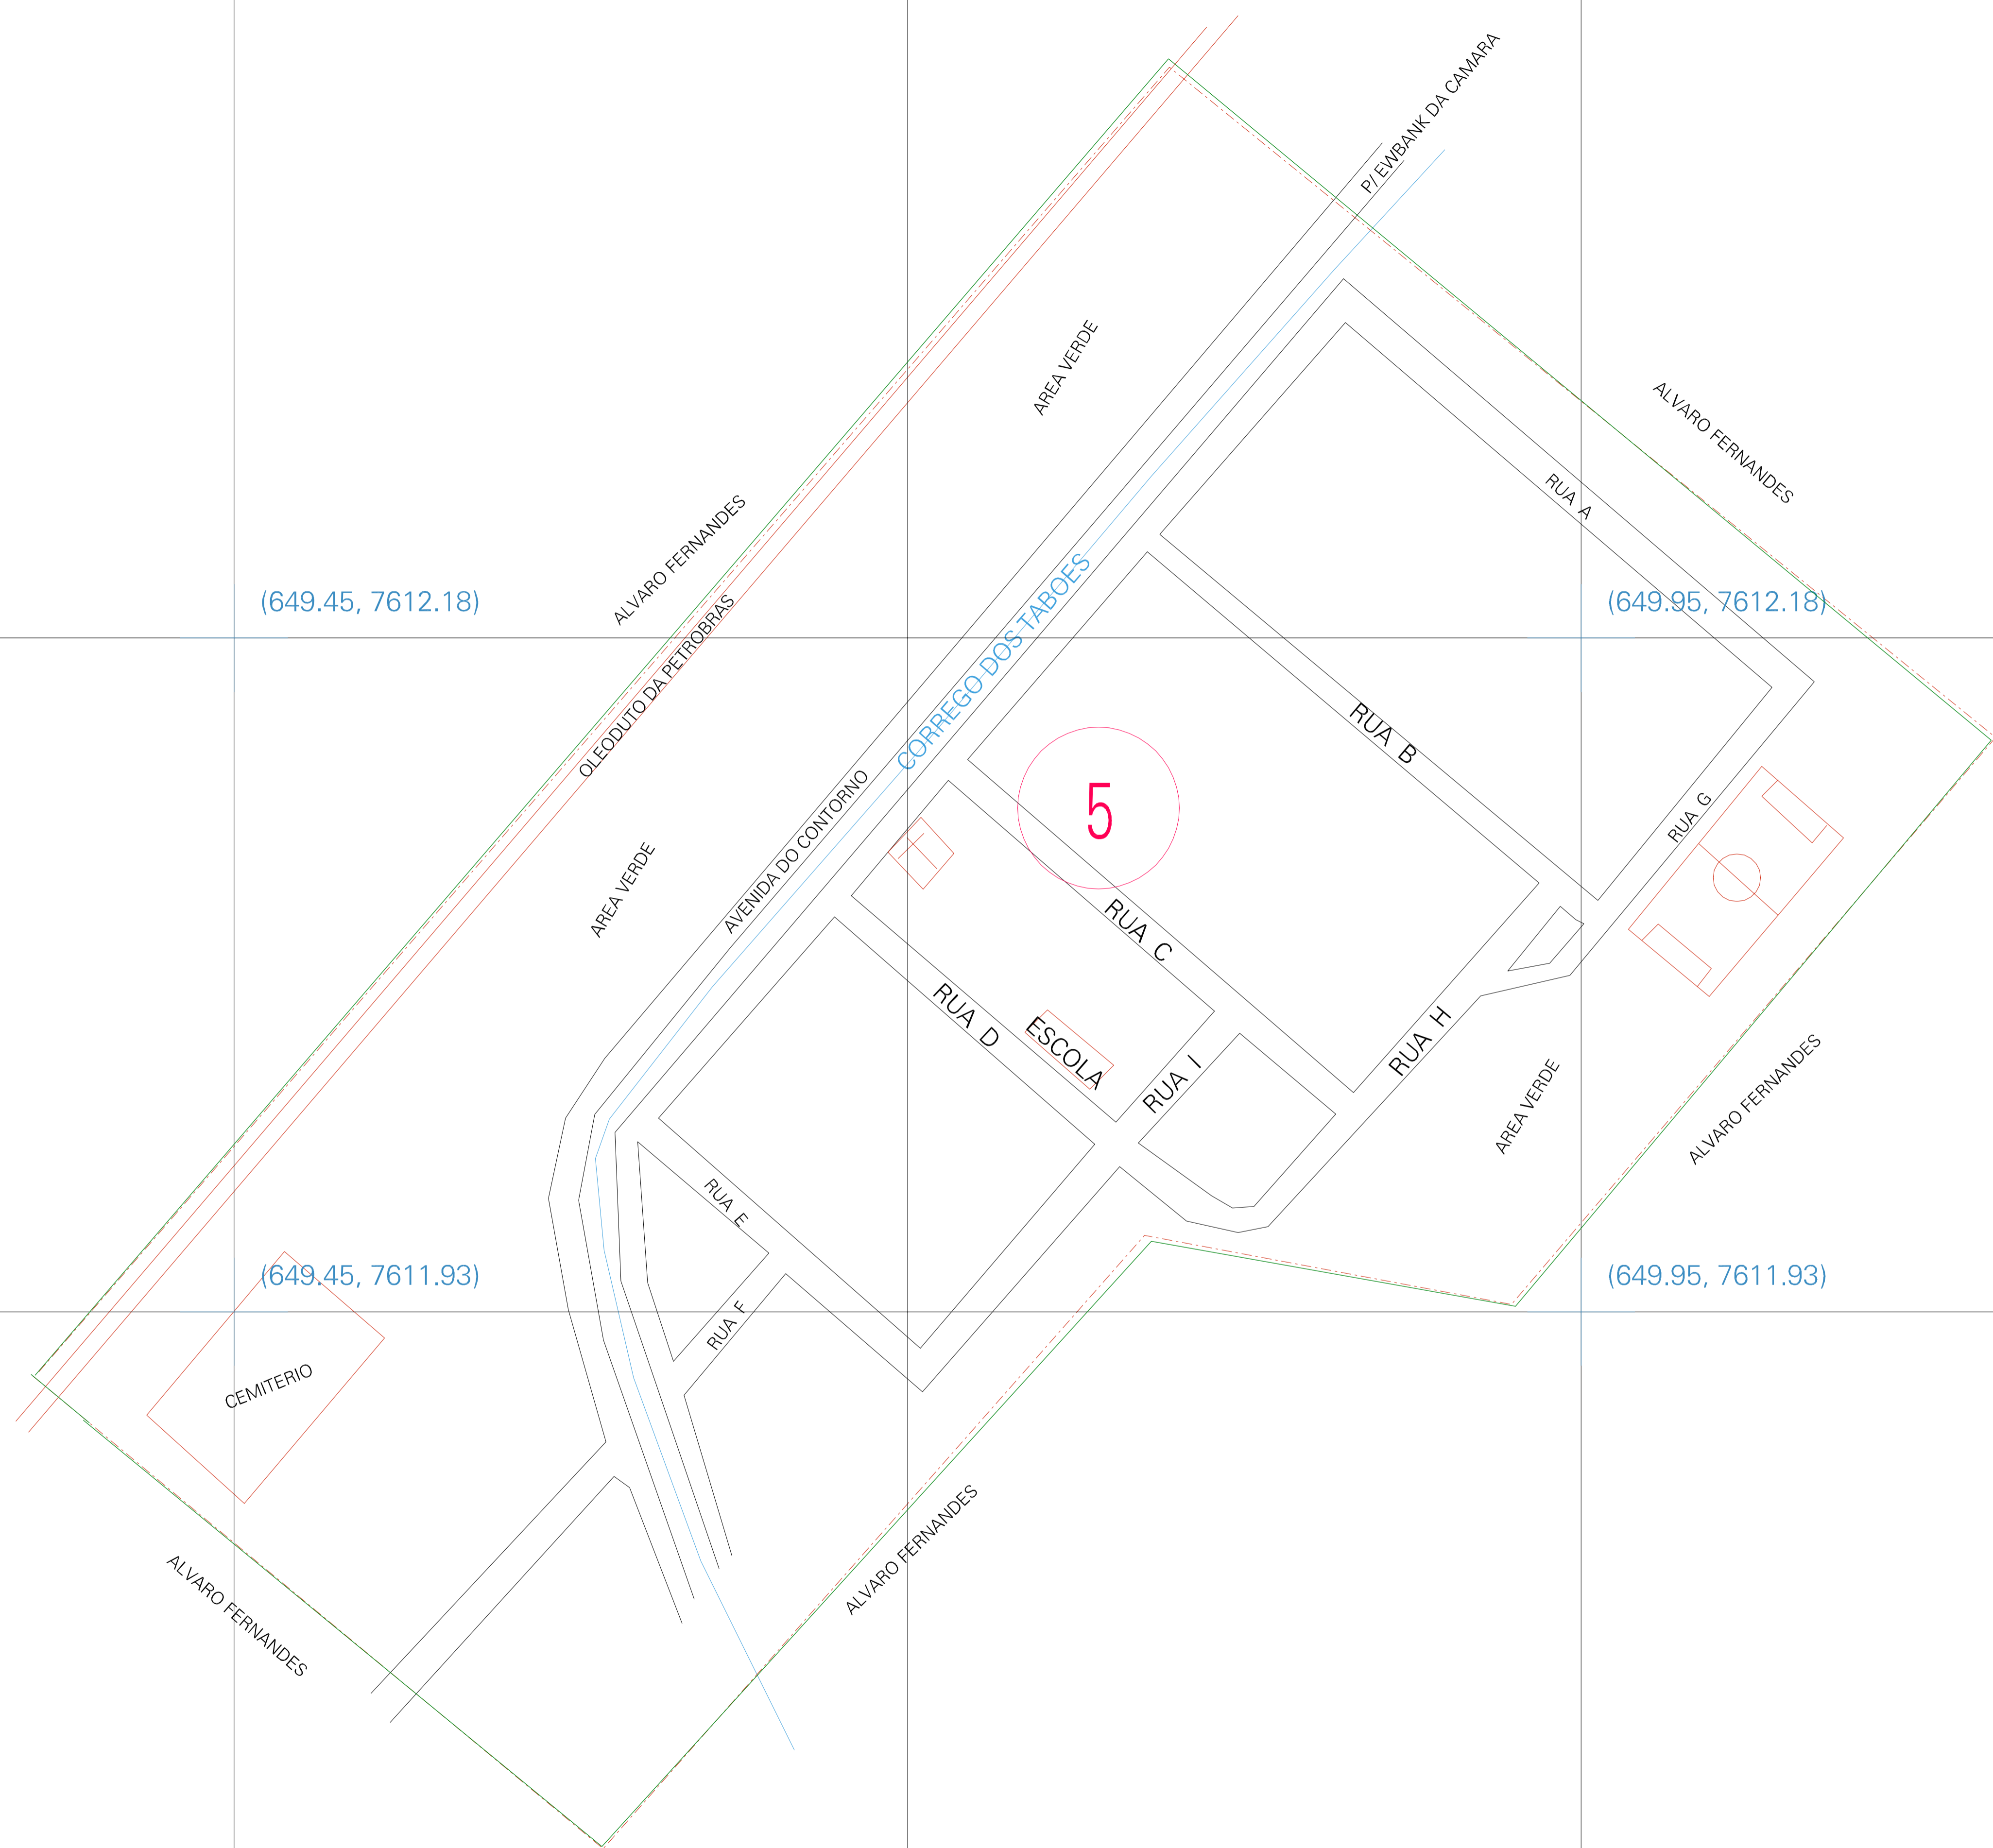 P/ EWBANK DA CAMARA
AREA VERDE
ALVARO FERNANDES
RUA A
ALVARO FERNANDES
(649.45, 7612.18)
(649.95, 7612.18)
OLEODUTO DA PETROBRAS
CORREGO DOS TABOES
RUA B
5
AVENIDA DO CONTORNO
RUA G
AREA VERDE
RUA C
RUA D
ESCOLA
RUA H
RUA I
AREA VERDE
ALVARO FERNANDES
RUA E
(649.45, 7611.93)
(649.95, 7611.93)
RUA F
CEMITERIO
ALVARO FERNANDES
ALVARO FERNANDES